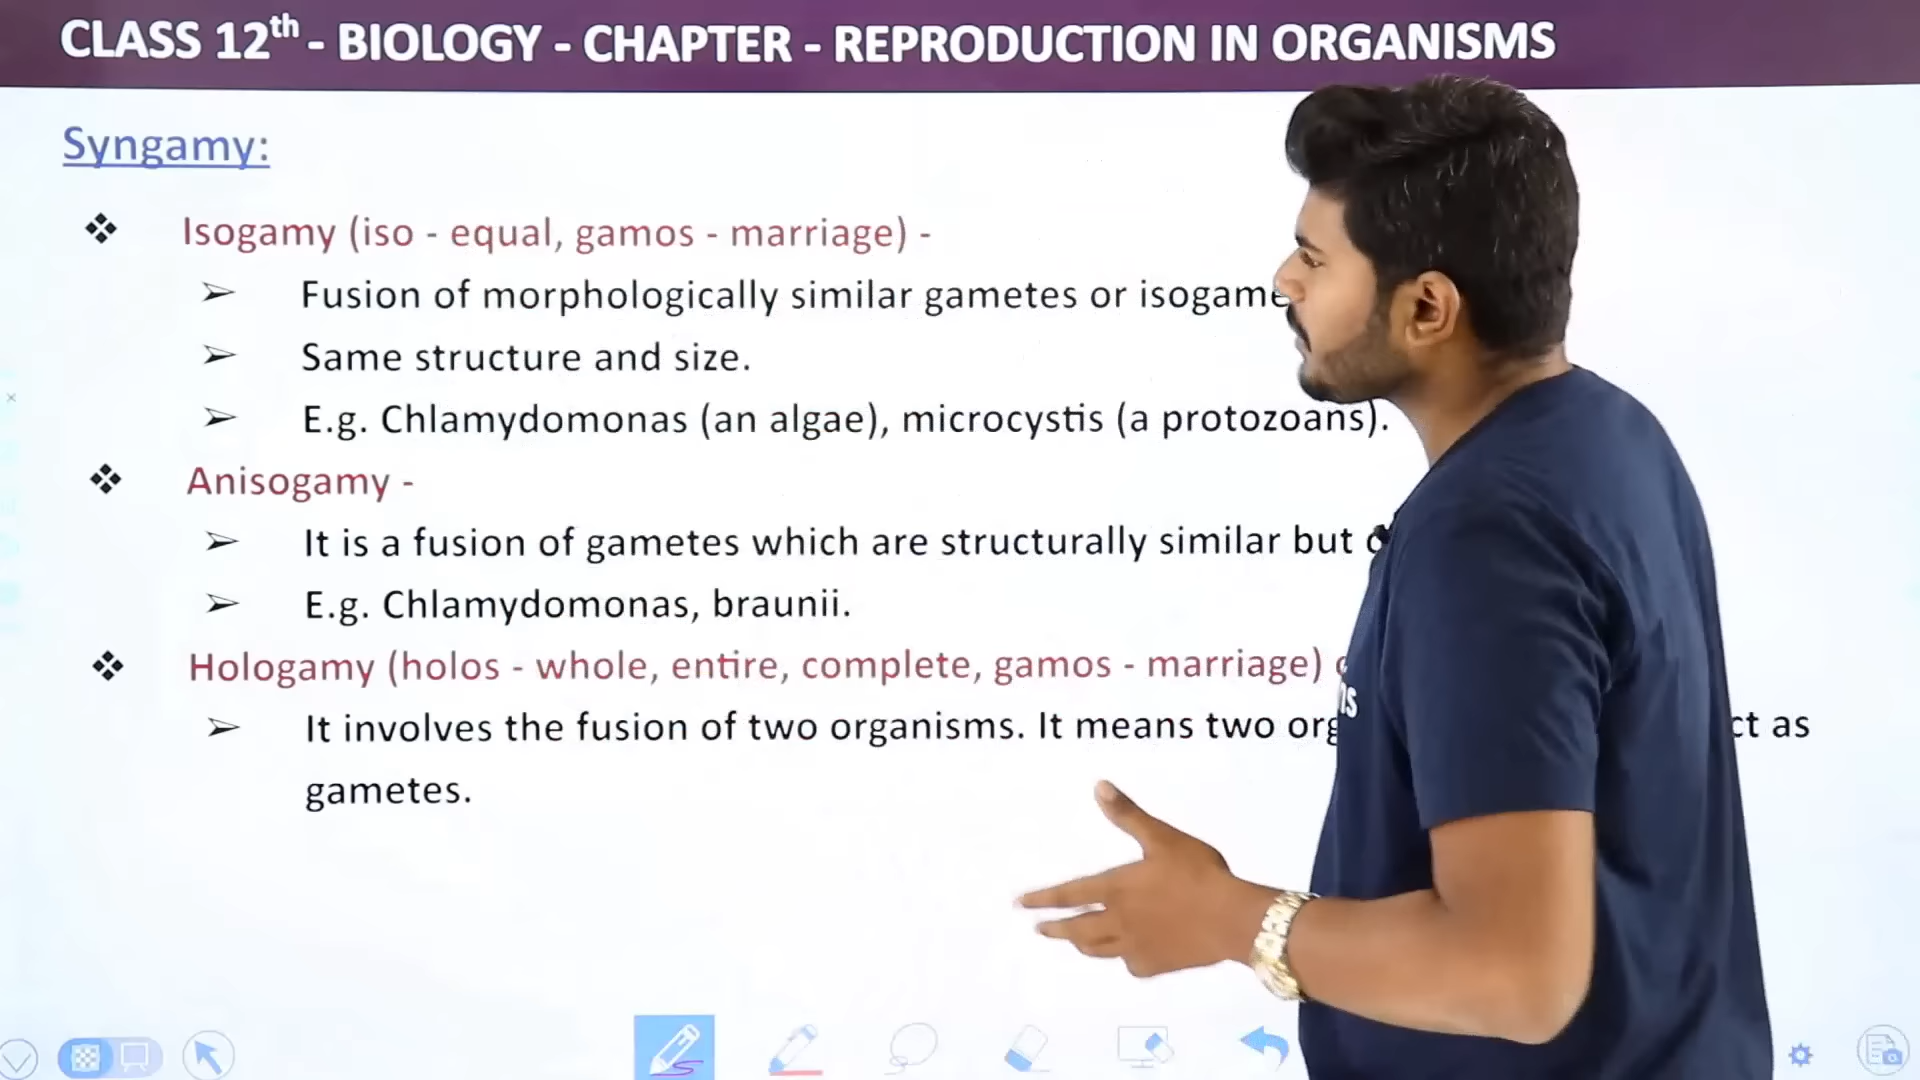 CLASS 12th - BIOLOGY - CHAPTER - REPRODUCTION IN ORGANISMS
Syngamy:
Isogamy (iso - equal, gamos - marriage) -
Fusion of morphologically similar gametes or
Same structure and size.
E.g. Chlamydomonas (an algae), microcystis (a protozoans).
Anisogamy -
It is a fusion of gametes which are structurally similar but
E.g. Chlamydomonas, braunii.
Hologamy (holos - whole, entire, complete, gamos - marriage)
It involves the fusion of two organisms. It means two as
gametes.